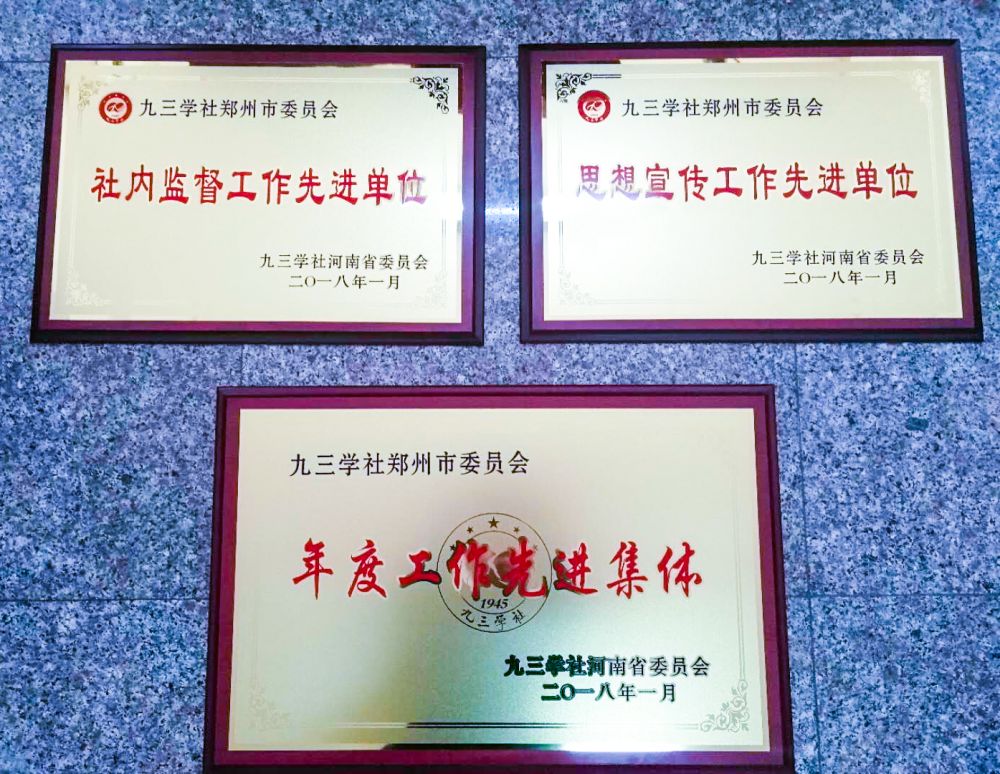 九三学社郑州市委员会
社内监督工作先进单位
九三学社河南省委员会
二〇一八年一月
九三学社郑州市委员会
思想宣传工作先进单位
九三学社河南省委员会
二〇一八年一月
九三学社郑州市委员会
年度工作先进集体
1945
九三学社
九三学社河南省委员会
二〇一八年一月